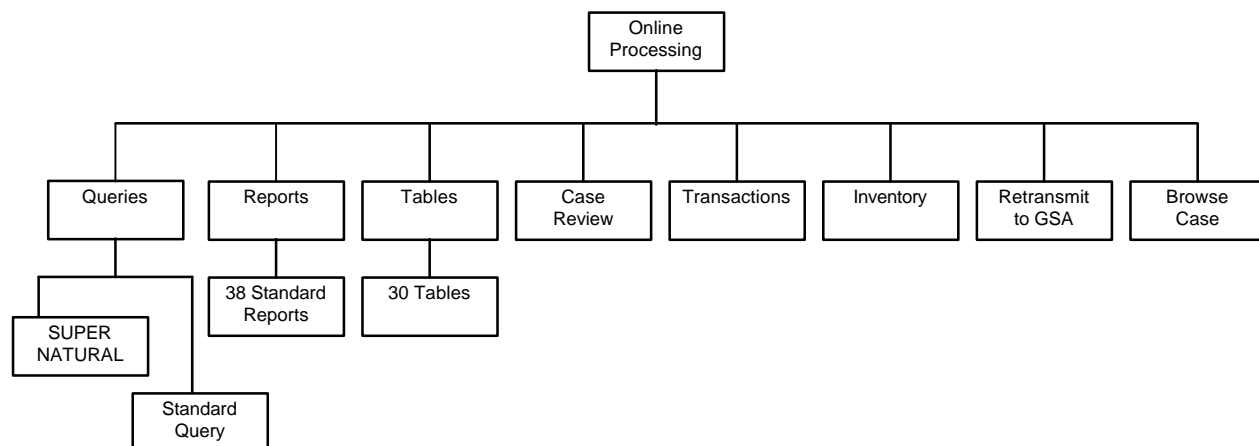 Online
Processing
Queries
Reports
Tables
Case
Review
Transactions
Inventory
Retransmit
to GSA
Browse
Case
38 Standard
Reports
30 Tables
SUPER
NATURAL
Standard
Query